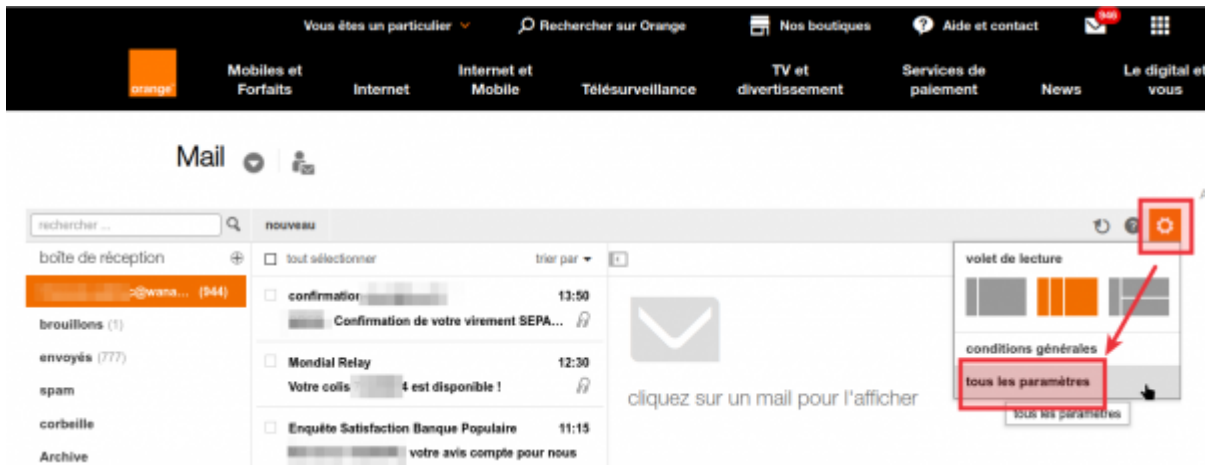 Vous êtes un particulier
Rechercher sur Orange
Nos boutiques
Aide et contact
946
orange
Mobiles et
Forfaits
Internet
Internet et
Mobile
Télésurveillance
TV et
divertissement
Services de
paiement
News
Le digital et
vous
Mail
rechercher ...
nouveau
boîte de réception
tout sélectionner
trier par
volet de lecture
@wana... (944)
confirmation
13:50
Confirmation de votre virement SEPA...
brouillons (1)
envoyés (777)
Mondial Relay
12:30
Votre colis 4 est disponible !
conditions générales
tous les paramètres
tous les paramètres
spam
cliquez sur un mail pour l'afficher
corbeille
Enquête Satisfaction Banque Populaire
11:15
votre avis compte pour nous
Archive